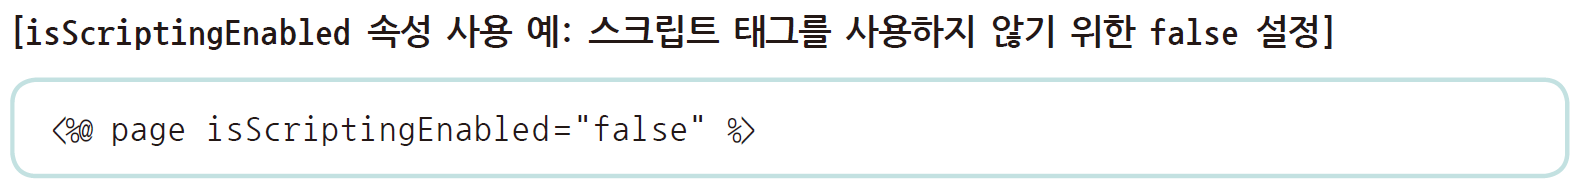 [isScriptingEnabled 속성 사용 예: 스크립트 태그를 사용하지 않기 위한 false 설정]
<%@ page isScriptingEnabled="false" %>